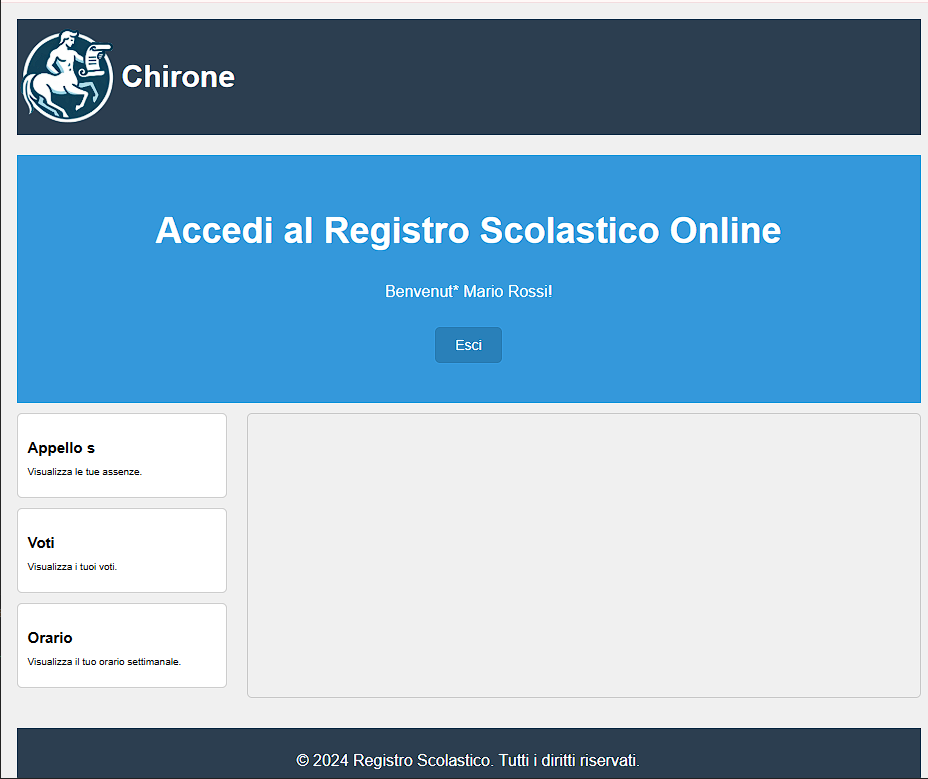 Chirone
Accedi al Registro Scolastico Online
Benvenut* Mario Rossi!
Esci
Appello s
Visualizza le tue assenze.
Voti
Visualizza i tuoi voti.
Orario
Visualizza il tuo orario settimanale.
© 2024 Registro Scolastico. Tutti i diritti riservati.